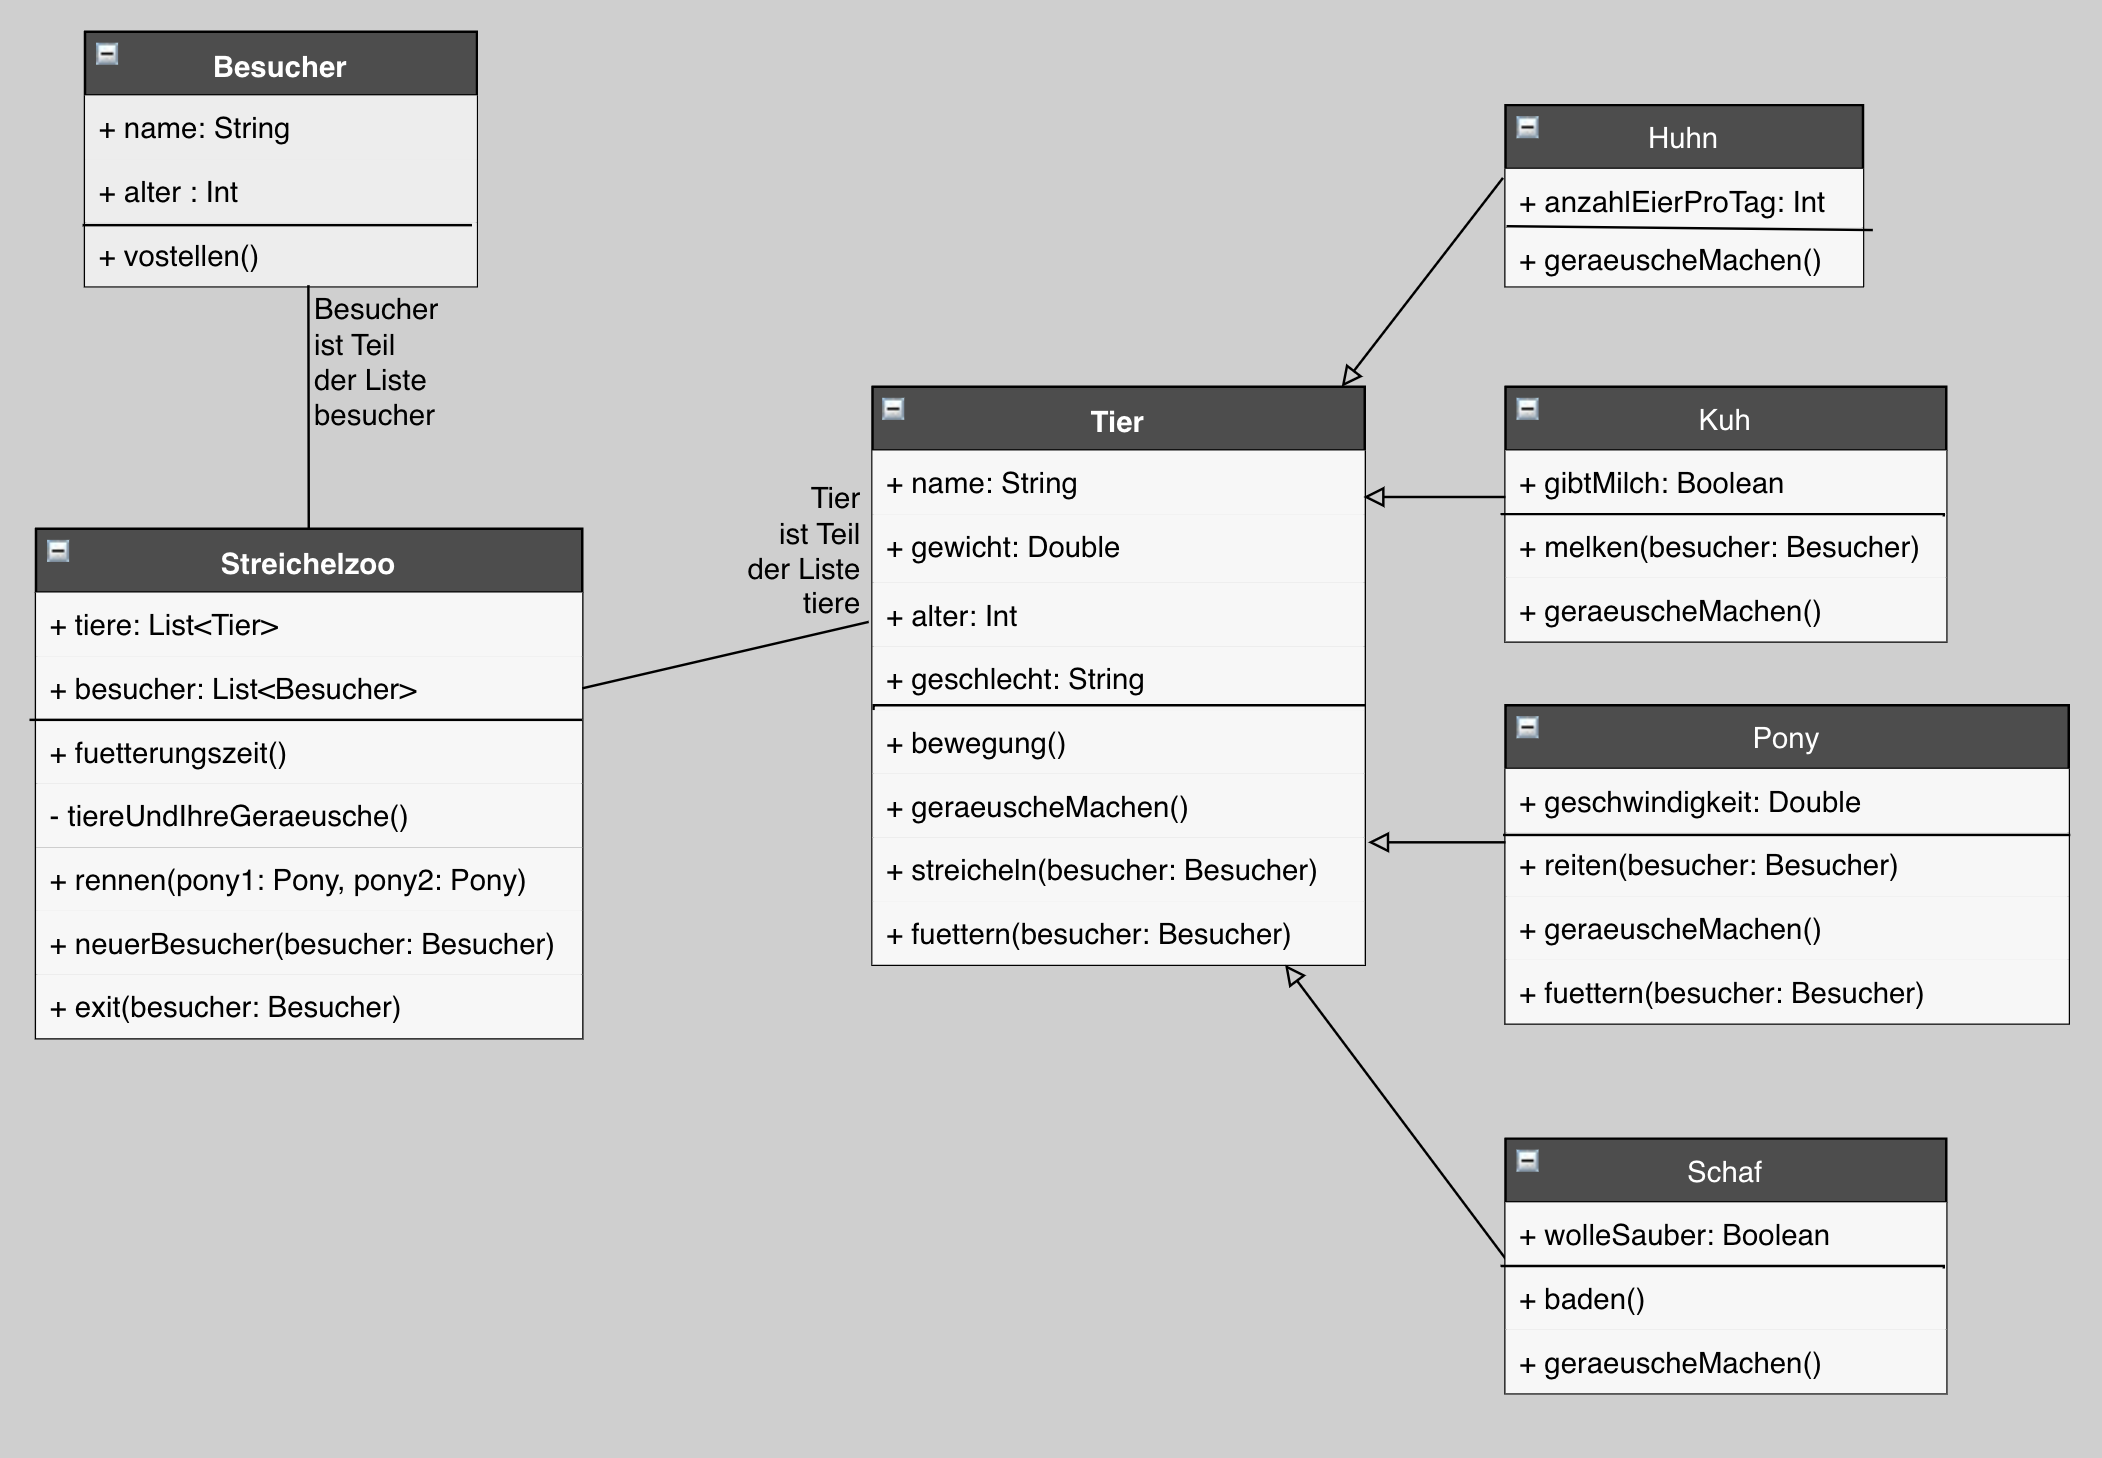 Besucher
+ name: String
+ alter : Int
+ vostellen()
Besucher
ist Teil
der Liste
besucher
Streichelzoo
+ tiere: List<Tier>
+ besucher: List<Besucher>
+ fuetterungszeit()
- tiereUndIhreGeraeusche()
+ rennen(pony1: Pony, pony2: Pony)
+ neuerBesucher(besucher: Besucher)
+ exit(besucher: Besucher)
Tier
ist Teil
der Liste
tiere
Tier
+ name: String
+ gewicht: Double
+ alter: Int
+ geschlecht: String
+ bewegung()
+ geraeuscheMachen()
+ streicheln(besucher: Besucher)
+ fuettern(besucher: Besucher)
Huhn
+ anzahlEierProTag: Int
+ geraeuscheMachen()
Kuh
+ gibtMilch: Boolean
+ melken(besucher: Besucher)
+ geraeuscheMachen()
Pony
+ geschwindigkeit: Double
+ reiten(besucher: Besucher)
+ geraeuscheMachen()
+ fuettern(besucher: Besucher)
Schaf
+ wolleSauber: Boolean
+ baden()
+ geraeuscheMachen()